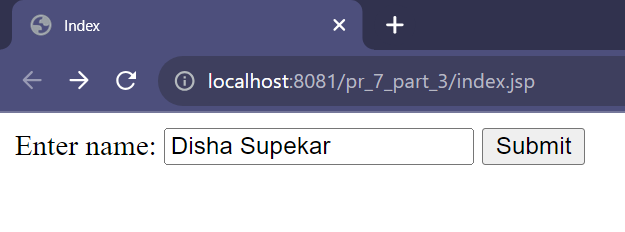 Index
localhost:8081/pr_7_part_3/index.jsp
Enter name: Disha Supekar Submit